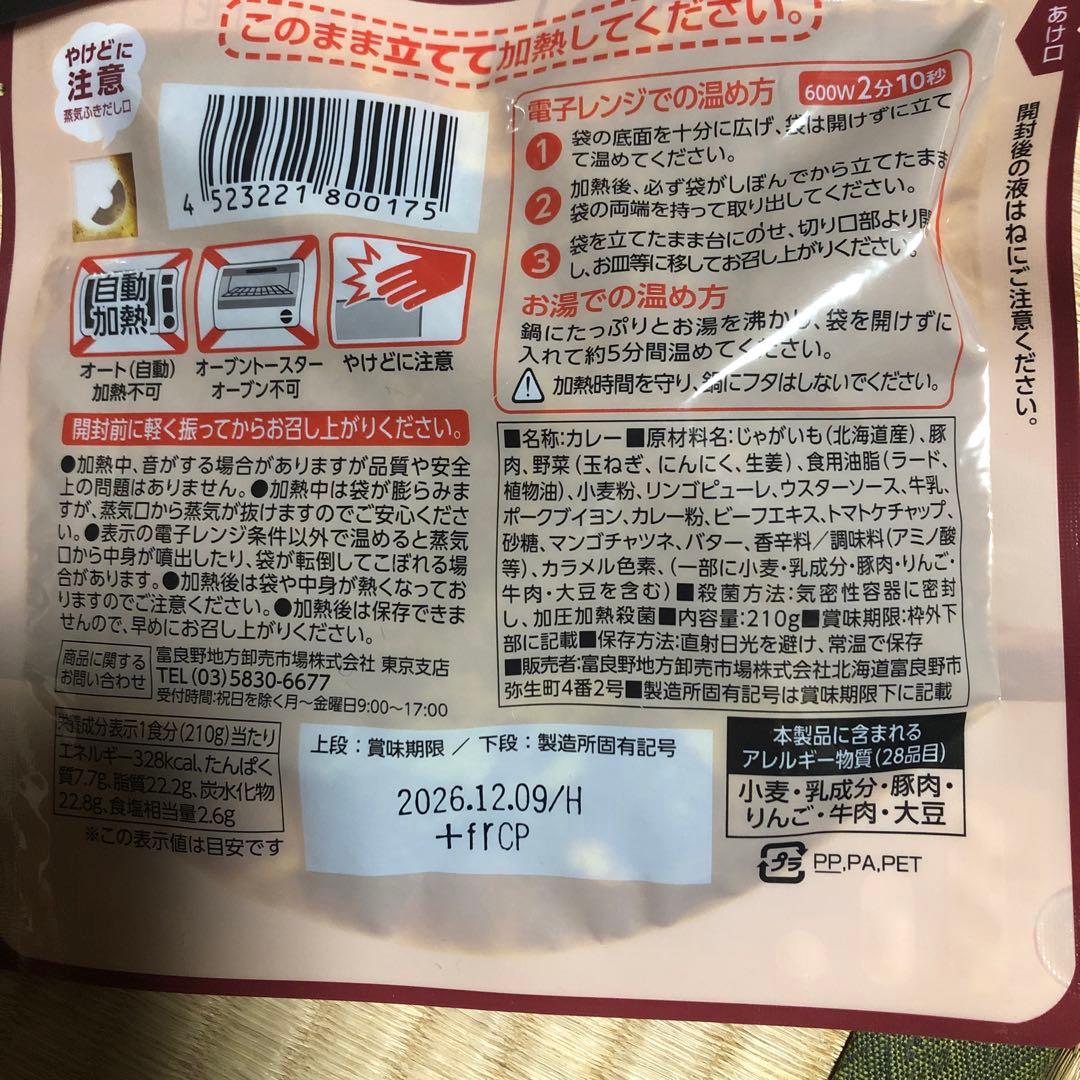 このまま立てて加熱してください。
やけどに
注意
蒸気ふきだし口
4 523221 800175
自動
加熱
オート(自動)
加熱不可
オーブントースター
オーブン不可
やけどに注意
あけ口
開封後の液はねにご注意ください。
電子レンジでの温め方 600W2分10秒
1 袋の底面を十分に広げ、袋は開けずに立て
て温めてください。
2 加熱後、必ず袋がしぼんでから立てたまま
袋の両端を持って取り出してください。
3 袋を立てたまま台にのせ、切り口部より開
し、お皿等に移してお召し上がりください。
お湯での温め方
鍋にたっぷりとお湯を沸かし、袋を開けずに
入れて約5分間温めてください。
加熱時間を守り、鍋にフタはしないでください。
開封前に軽く振ってからお召し上がりください。
●加熱中、音がする場合がありますが品質や安全
上の問題はありません。●加熱中は袋が膨らみま
すが、蒸気口から蒸気が抜けますのでご安心くださ
い。●表示の電子レンジ条件以外で温めると蒸気
口から中身が噴出したり、袋が転倒してこぼれる場
合があります。●加熱後は袋や中身が熱くなってお
りますのでご注意ください。●加熱後は保存できま
せんので、早めにお召し上がりください。
商品に関する
お問い合わせ
富良野地方卸売市場株式会社 東京支店
TEL(03)5830-6677
受付時間:祝日を除く月〜金曜日9:00〜17:00
■名称:カレー■原材料名:じゃがいも(北海道産)、豚
肉、野菜(玉ねぎ、にんにく、生姜)、食用油脂(ラード、
植物油)、小麦粉、リンゴピューレ、ウスターソース、牛乳、
ポークブイヨン、カレー粉、ビーフエキス、トマトケチャップ、
砂糖、マンゴチャツネ、バター、香辛料/調味料(アミノ酸
等)、カラメル色素、(一部に小麦・乳成分・豚肉・りんご・
牛肉・大豆を含む)■殺菌方法:気密性容器に密封
し、加圧加熱殺菌■内容量:210g■賞味期限:枠外下
部に記載■保存方法:直射日光を避け、常温で保存
■販売者:富良野地方卸売市場株式会社北海道富良野市
弥生町4番2号■製造所固有記号は賞味期限下に記載
栄養成分表示1食分(210g)当たり
エネルギー328kcal、たんぱく
質7.7g、脂質22.2g、炭水化物
22.8g、食塩相当量2.6g
※この表示値は目安です
上段:賞味期限 / 下段:製造所固有記号
2026.12.09/H
+frCP
本製品に含まれる
アレルギー物質(28品目)
小麦・乳成分・豚肉・
りんご・牛肉・大豆
プラ PP,PA,PET